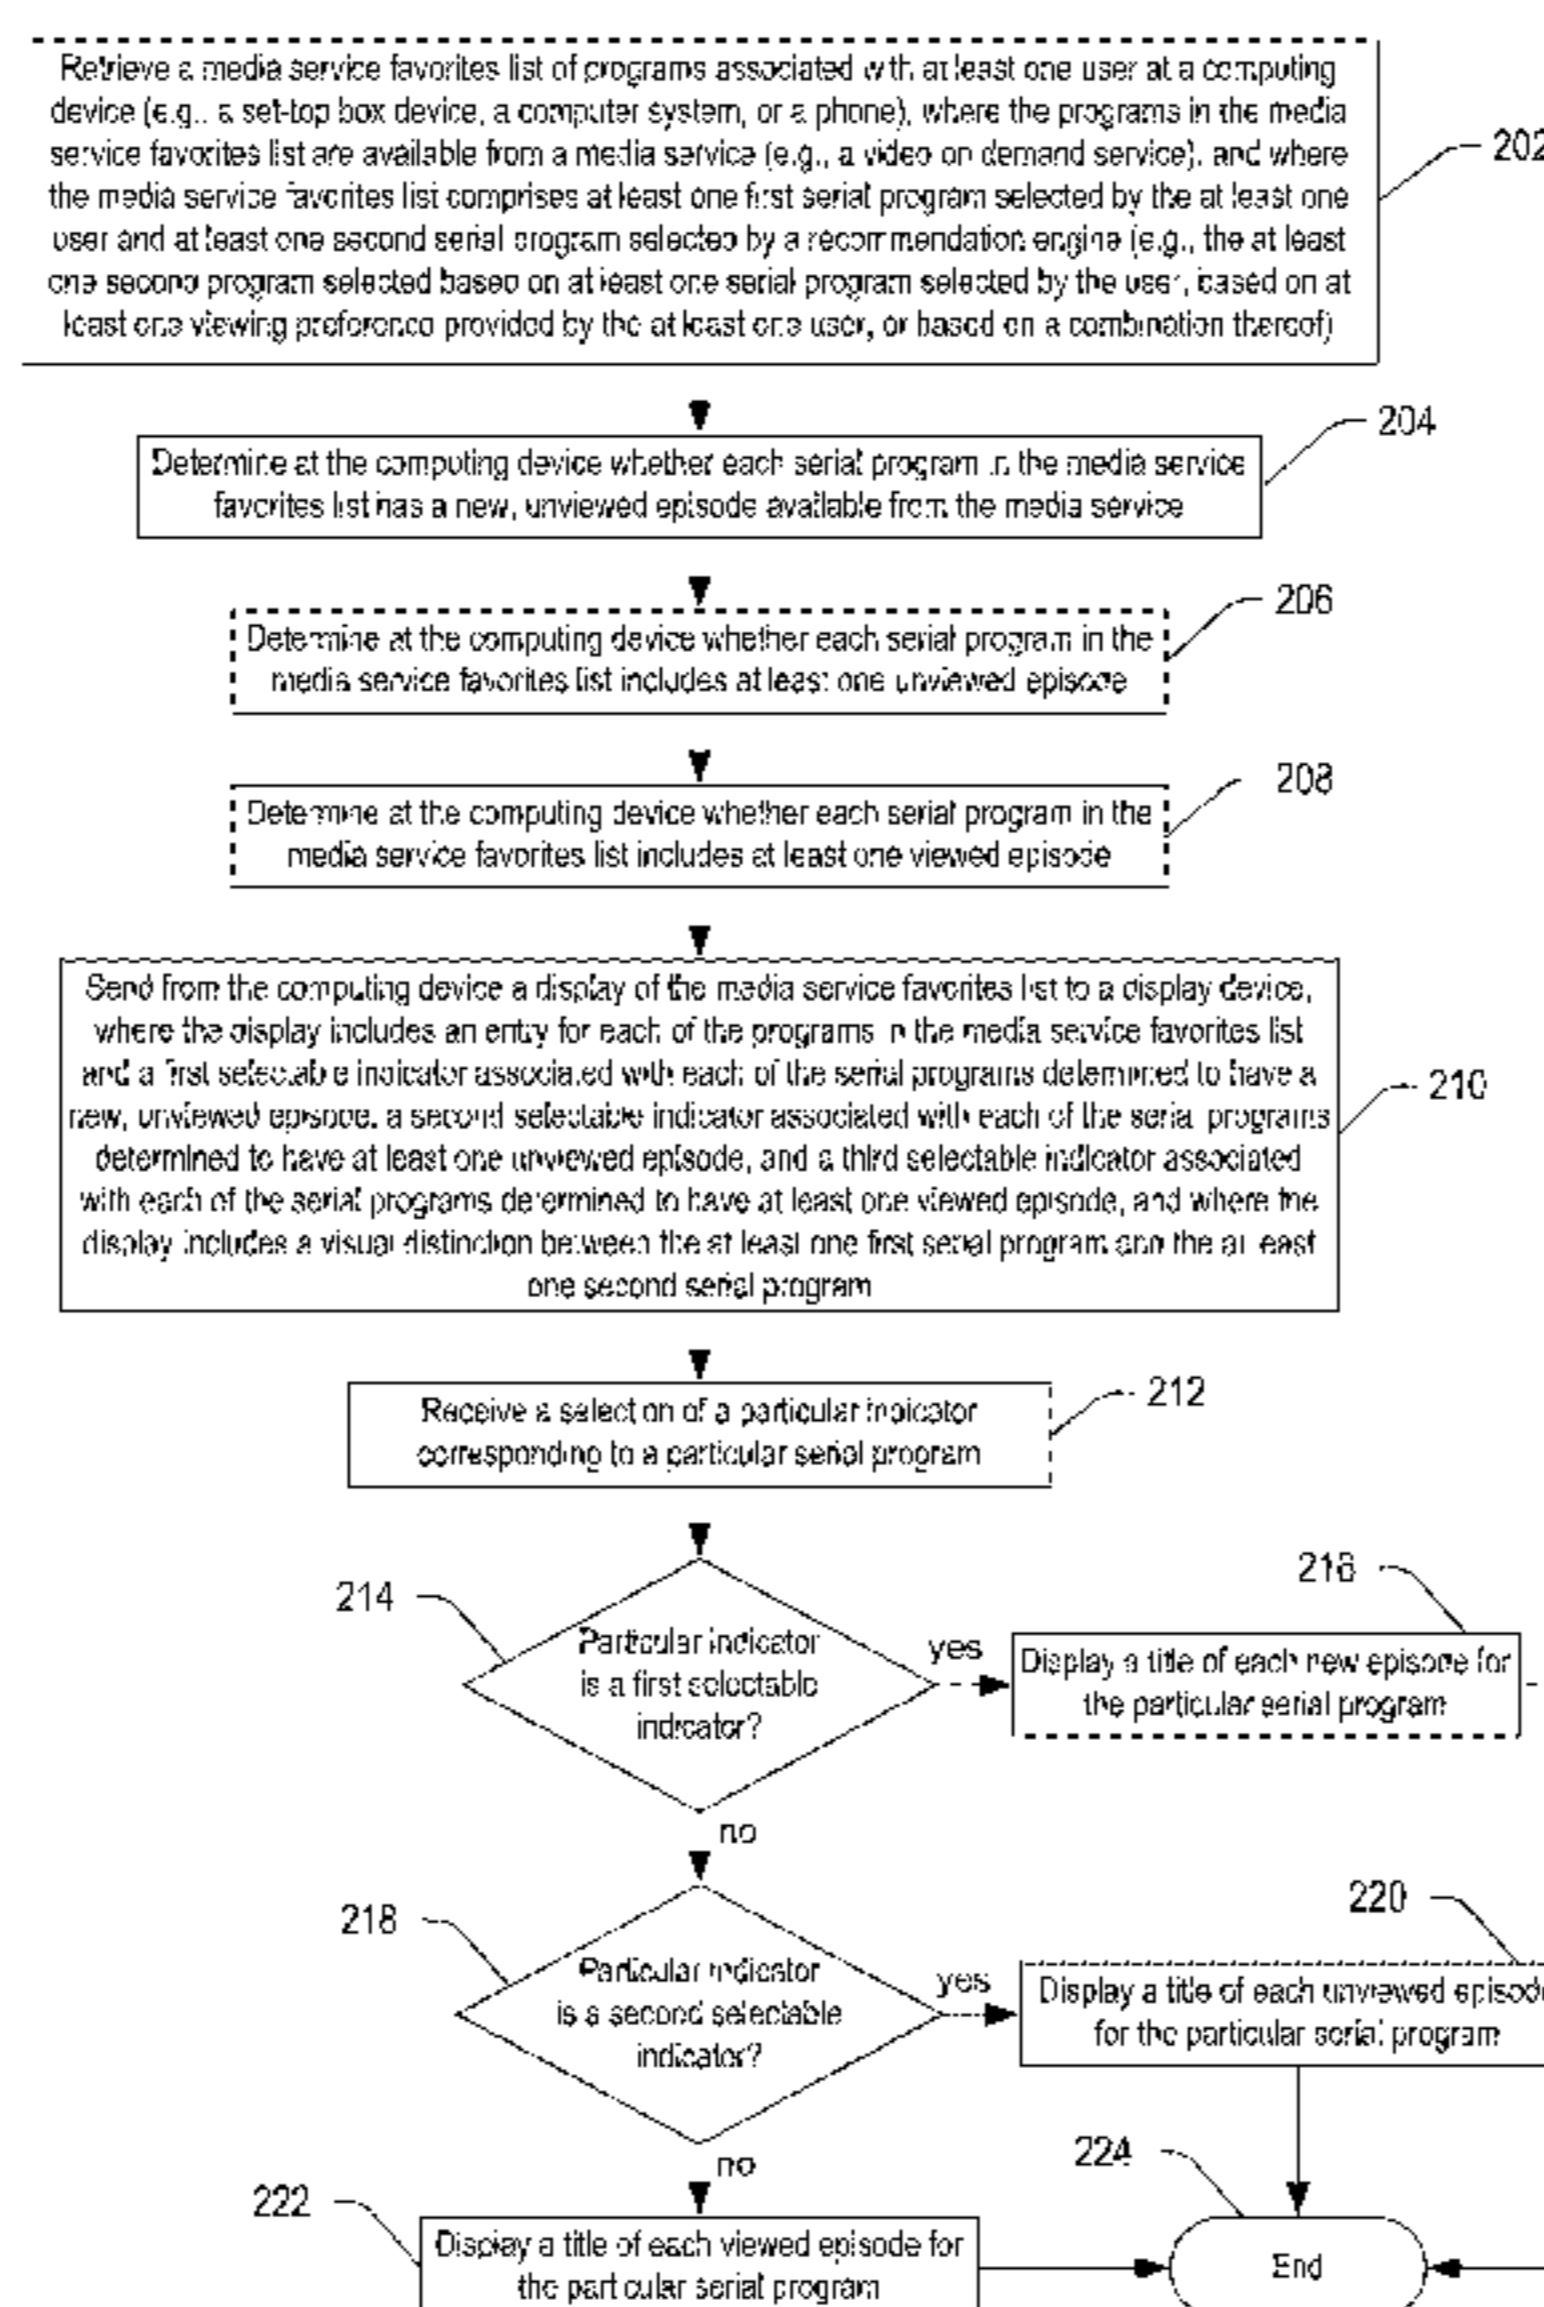 Retrieve a media service favorites list of programs associated with at least one user at a computing
device (e.g., a set-top box device, a computer system, or a phone), where the programs in the media
service favorites list are available from a media service (e.g., a video on demand service), and where
the media service favorites list comprises at least one first serial program selected by the at least one
user and at least one second serial program selected by a recommendation engine (e.g., the at least
one second program selected based on at least one serial program selected by the user, based on at
least one viewing preference provided by the at least one user, or based on a combination thereof)
202
204
Determine at the computing device whether each serial program in the media service
favorites list has a new, unviewed episode available from the media service
206
Determine at the computing device whether each serial program in the
media service favorites list includes at least one unviewed episode
208
Determine at the computing device whether each serial program in the
media service favorites list includes at least one viewed episode
Send from the computing device a display of the media service favorites list to a display device,
where the display includes an entry for each of the programs in the media service favorites list
and a first selectable indicator associated with each of the serial programs determined to have a
new, unviewed episode, a second selectable indicator associated with each of the serial programs
determined to have at least one unviewed episode, and a third selectable indicator associated
with each of the serial programs determined to have at least one viewed episode, and where the
display includes a visual distinction between the at least one first serial program and the at least
one second serial program
210
212
Receive a selection of a particular indicator
corresponding to a particular serial program
214
Particular indicator
is a first selectable
indicator?
yes
216
Display a title of each new episode for
the particular serial program
no
218
Particular indicator
is a second selectable
indicator?
yes
220
Display a title of each unviewed episode
for the particular serial program
no
222
Display a title of each viewed episode for
the particular serial program
224
End